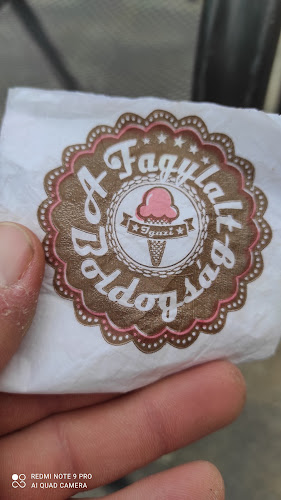 A Fagylalt
Igazi
boldogság
REDMI NOTE 9 PRO
AI QUAD CAMERA